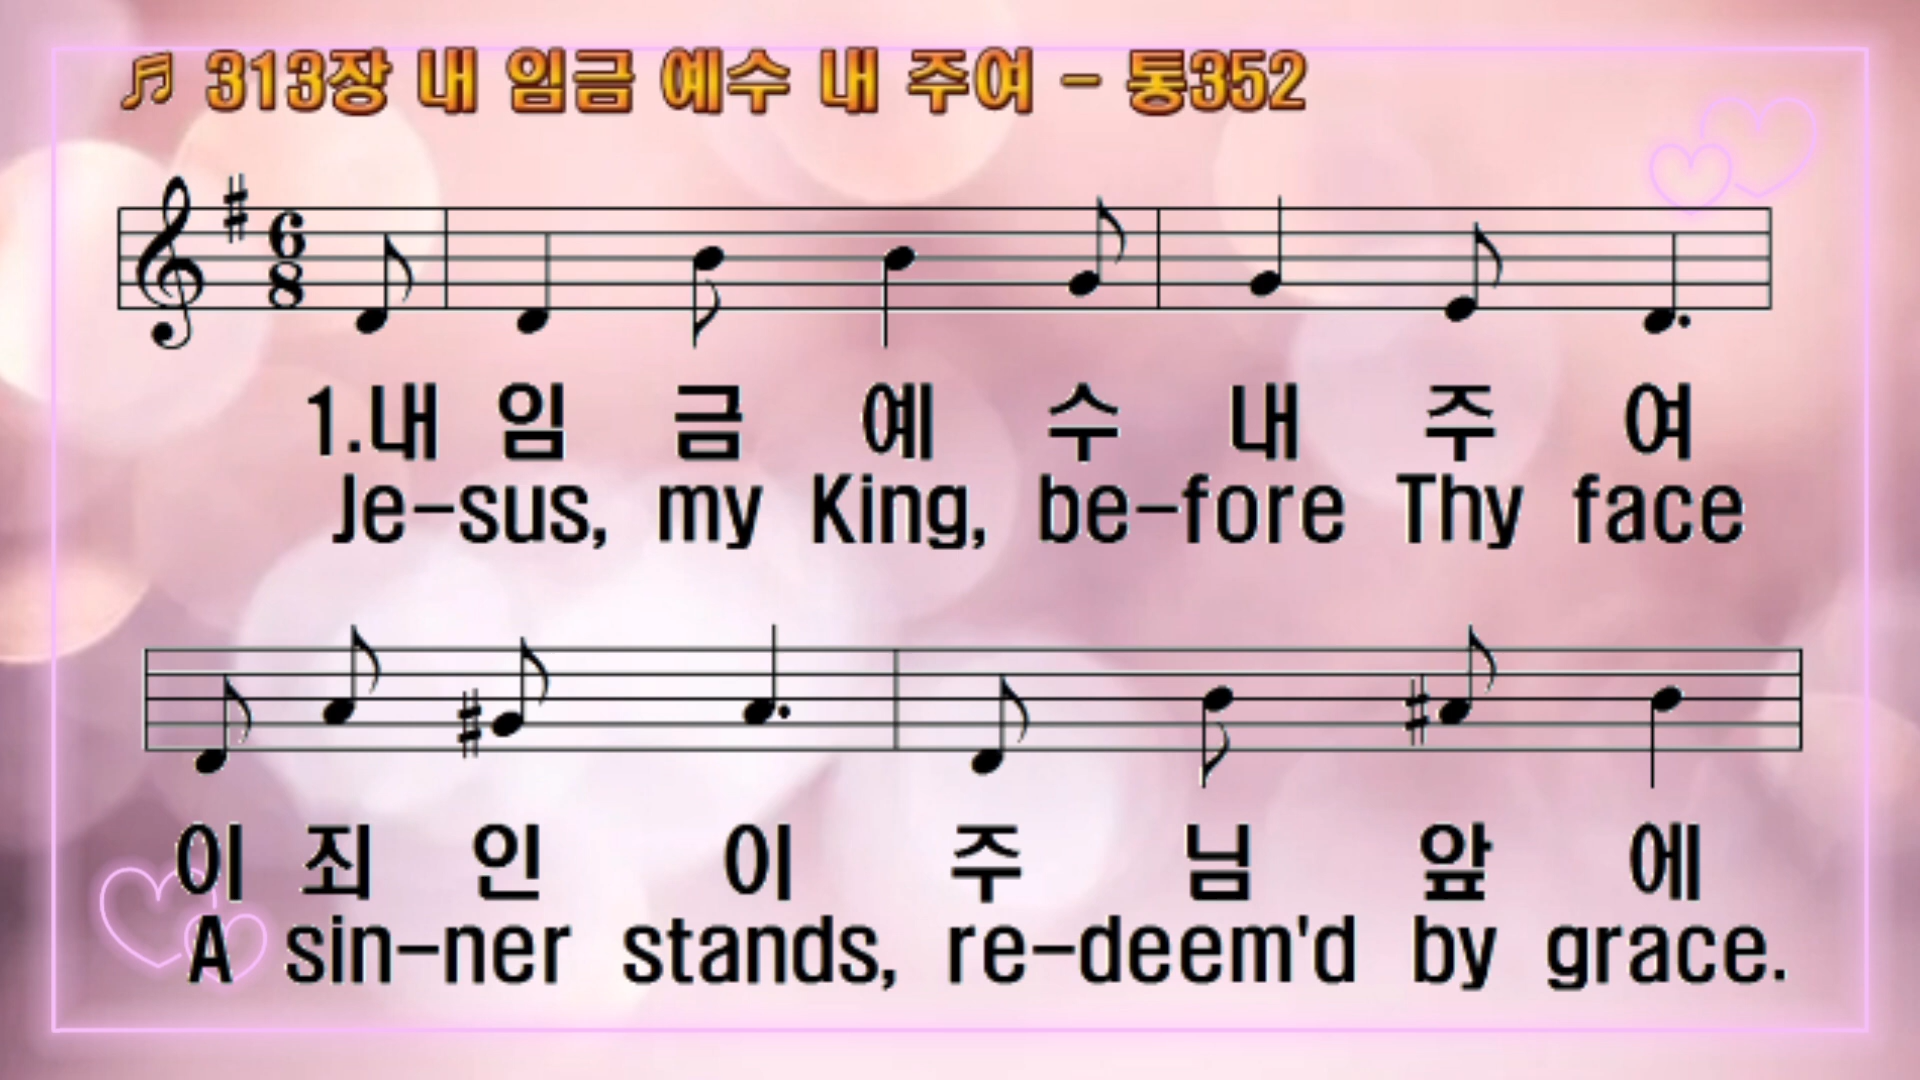 ♬ 313장 내 임금 예수 내 주여 - 통352
6
8
1.내 임 금 예 수 내 주 여
Je-sus, my King, be-fore Thy face
이 죄 인 이 주 님 앞 에
A sin-ner stands, re-deem'd by grace.